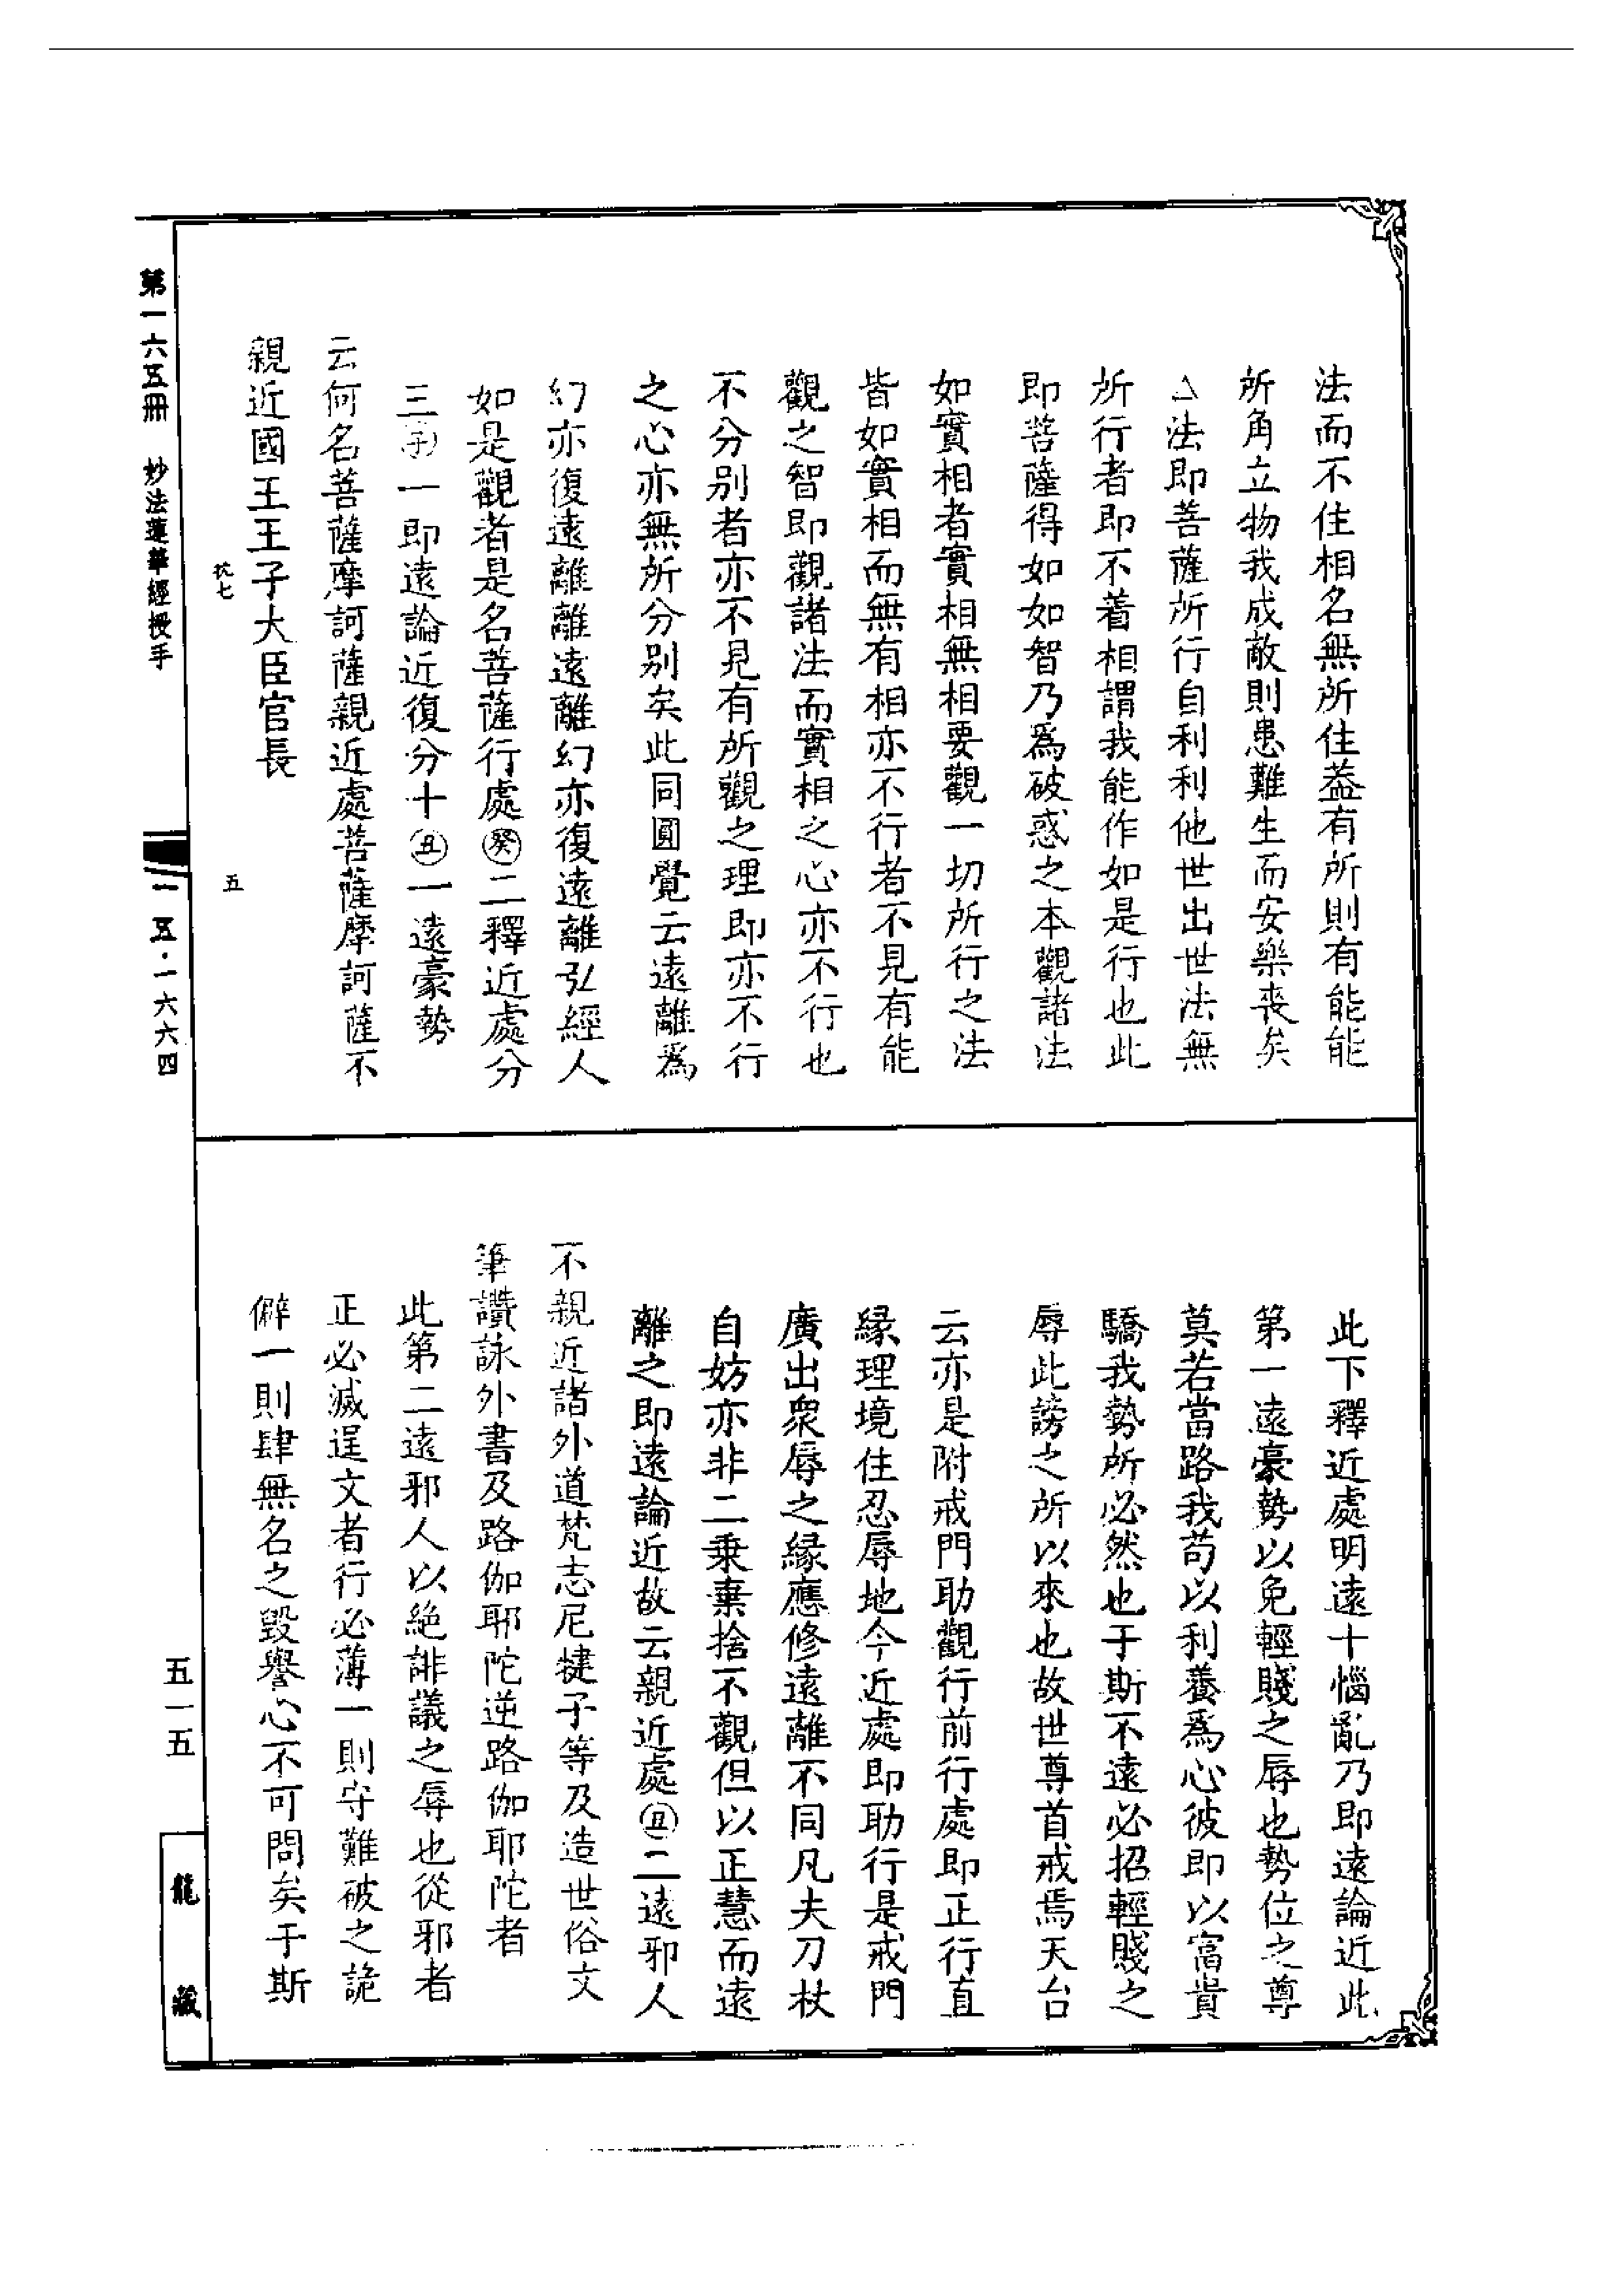 法而不住相名無所住葢有所則有能能
所角立物我成敵則患難生而安樂喪矣
△法即菩薩所行自利利他世出世法無
所行者即不着相謂我能作如是行也此
即菩薩得如如智乃爲破惑之本觀諸法
如實相者實相無相要觀一切所行之法
皆如實相而無有相亦不行者不見有能
觀之智即觀諸法而實相之心亦不行也
不分别者亦不見有所觀之理即亦不行
之心亦無所分别矣此同圓覺云遠離爲
幻亦復遠離離遠離幻亦復遠離弘經人
如是觀者是名菩薩行處㊋二釋近處分
三㊊一即遠論近復分十丑一遠豪勢
云何名菩薩摩訶薩親近處菩薩摩訶薩不
親近國王王子大臣官長
此下釋近處明遠十惱亂乃即遠論近此
第一遠豪勢以免輕賤之辱也勢位之尊
莫若當路我苟以利養爲心彼即以富貴
驕我勢所必然也于斯不遠必招輕賤之
辱此謗之所以來也故世尊首戒焉天台
云亦是附戒門助觀行前行處即正行直
緣理境住忍辱地今近處即助行是戒門
廣出衆辱之緣應修遠離不同凡夫刀杖
自妨亦非二乘棄捨不觀但以正慧而遠
離之即遠論近故云親近處丑二遠邪人
不親近諸外道梵志尼揵子等及造世俗文
筆讚詠外書及路伽耶陀逆路伽耶陀者
此第二遠邪人以絶誹議之辱也從邪者
正必滅逞文者行必薄一則守難破之詭
僻一則肆無名之毀譽心不可問矣于斯
第一六五冊 妙法蓮華經授手
一五·一六六四
五一五
龍藏
五